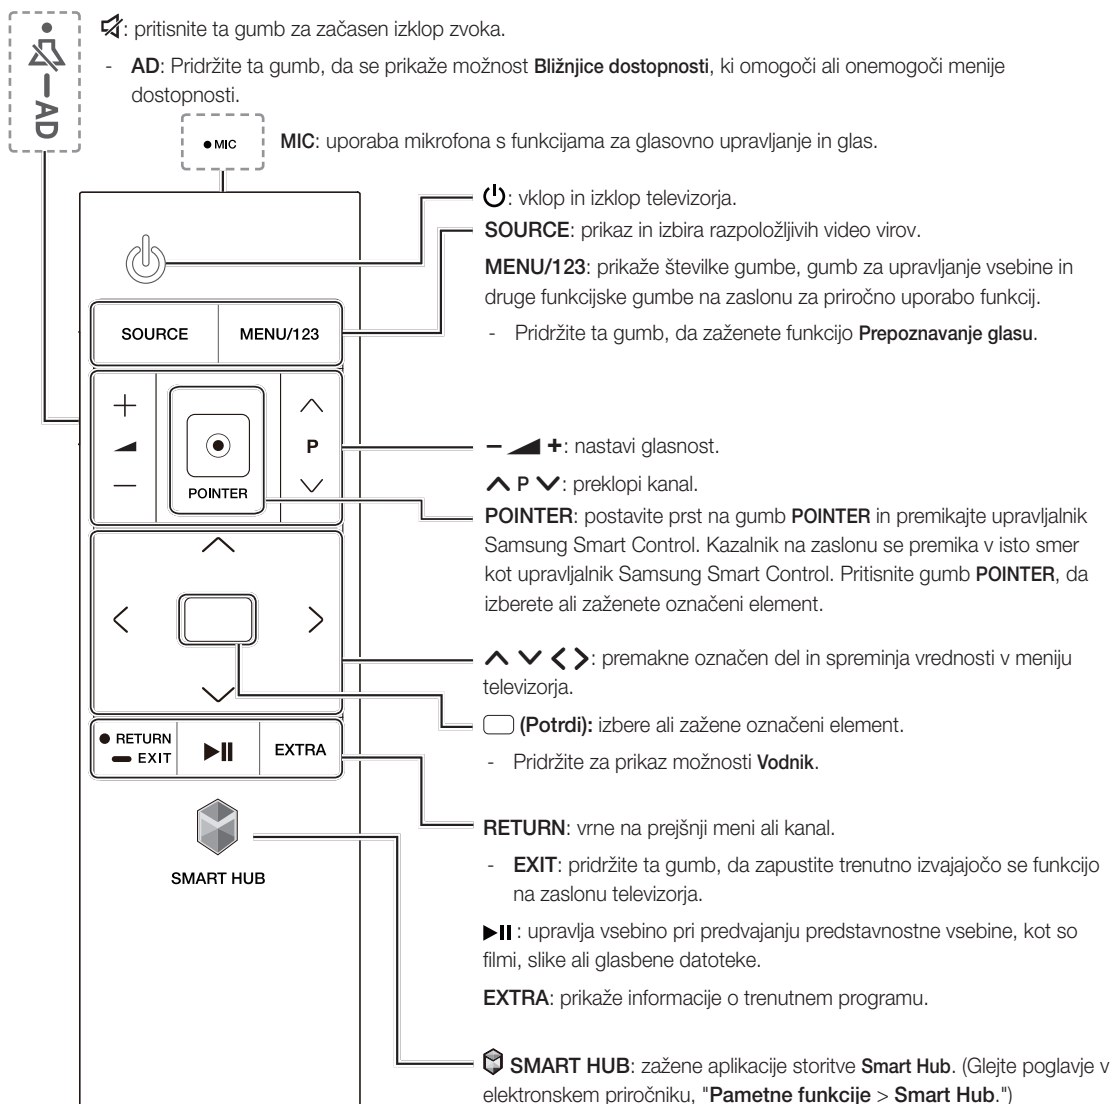 : pritisnite ta gumb za začasen izklop zvoka.
- AD: Pridržite ta gumb, da se prikaže možnost Bližnjice dostopnosti, ki omogoči ali onemogoči menije
dostopnosti.
AD
● MIC
MIC: uporaba mikrofona s funkcijama za glasovno upravljanje in glas.
: vklop in izklop televizorja.
SOURCE: prikaz in izbira razpoložljivih video virov.
MENU/123: prikaže številke gumbe, gumb za upravljanje vsebine in
druge funkcijske gumbe na zaslonu za priročno uporabo funkcij.
- Pridržite ta gumb, da zaženete funkcijo Prepoznavanje glasu.
SOURCE
MENU/123
P
POINTER
− +: nastavi glasnost.
P : preklopi kanal.
POINTER: postavite prst na gumb POINTER in premikajte upravljalnik
Samsung Smart Control. Kazalnik na zaslonu se premika v isto smer
kot upravljalnik Samsung Smart Control. Pritisnite gumb POINTER, da
izberete ali zaženete označeni element.
: premakne označen del in spreminja vrednosti v meniju
televizorja.
(Potrdi): izbere ali zažene označeni element.
- Pridržite za prikaz možnosti Vodnik.
● RETURN
EXIT
EXTRA
RETURN: vrne na prejšnji meni ali kanal.
- EXIT: pridržite ta gumb, da zapustite trenutno izvajajočo se funkcijo
na zaslonu televizorja.
: upravlja vsebino pri predvajanju predstavnostne vsebine, kot so
filmi, slike ali glasbene datoteke.
EXTRA: prikaže informacije o trenutnem programu.
SMART HUB
SMART HUB: zažene aplikacije storitve Smart Hub. (Glejte poglavje v
elektronskem priročniku, "Pametne funkcije > Smart Hub.")